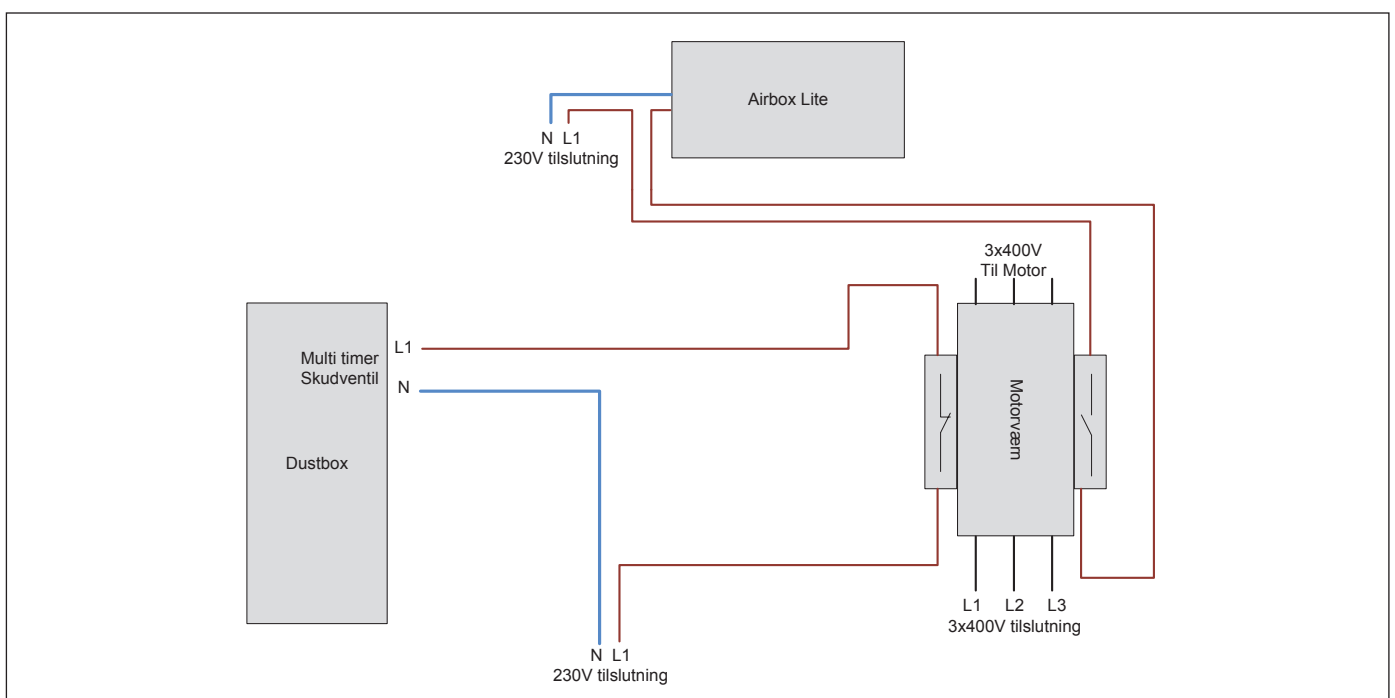 Airbox Lite
N L1
230V tilslutning
3x400V
Til Motor
L1
Multi timer
Skudventil
N
Motorværn
Dustbox
L1 L2 L3
3x400V tilslutning
N L1
230V tilslutning